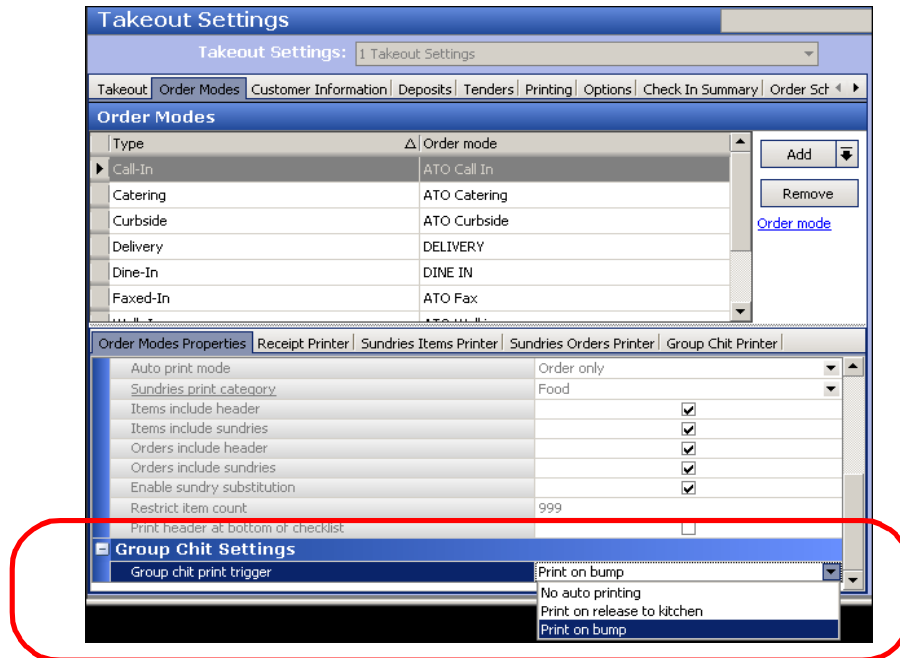 Takeout Settings
Takeout Settings: 1 Takeout Settings
Takeout Order Modes Customer Information Deposits Tenders Printing Options Check In Summary Order Sch
Order Modes
Type Order mode
Call-In ATO Call In
Add
Catering ATO Catering
Remove
Curbside ATO Curbside
Order mode
Delivery DELIVERY
Dine-In DINE IN
Faxed-In ATO Fax
Order Modes Properties Receipt Printer Sundries Items Printer Sundries Orders Printer Group Chit Printer
Auto print mode Order only
Sundries print category Food
Items include header
Items include sundries
Orders include header
Orders include sundries
Enable sundry substitution
Restrict item count 999
Print header at bottom of checklist
Group Chit Settings
Group chit print trigger Print on bump
No auto printing
Print on release to kitchen
Print on bump